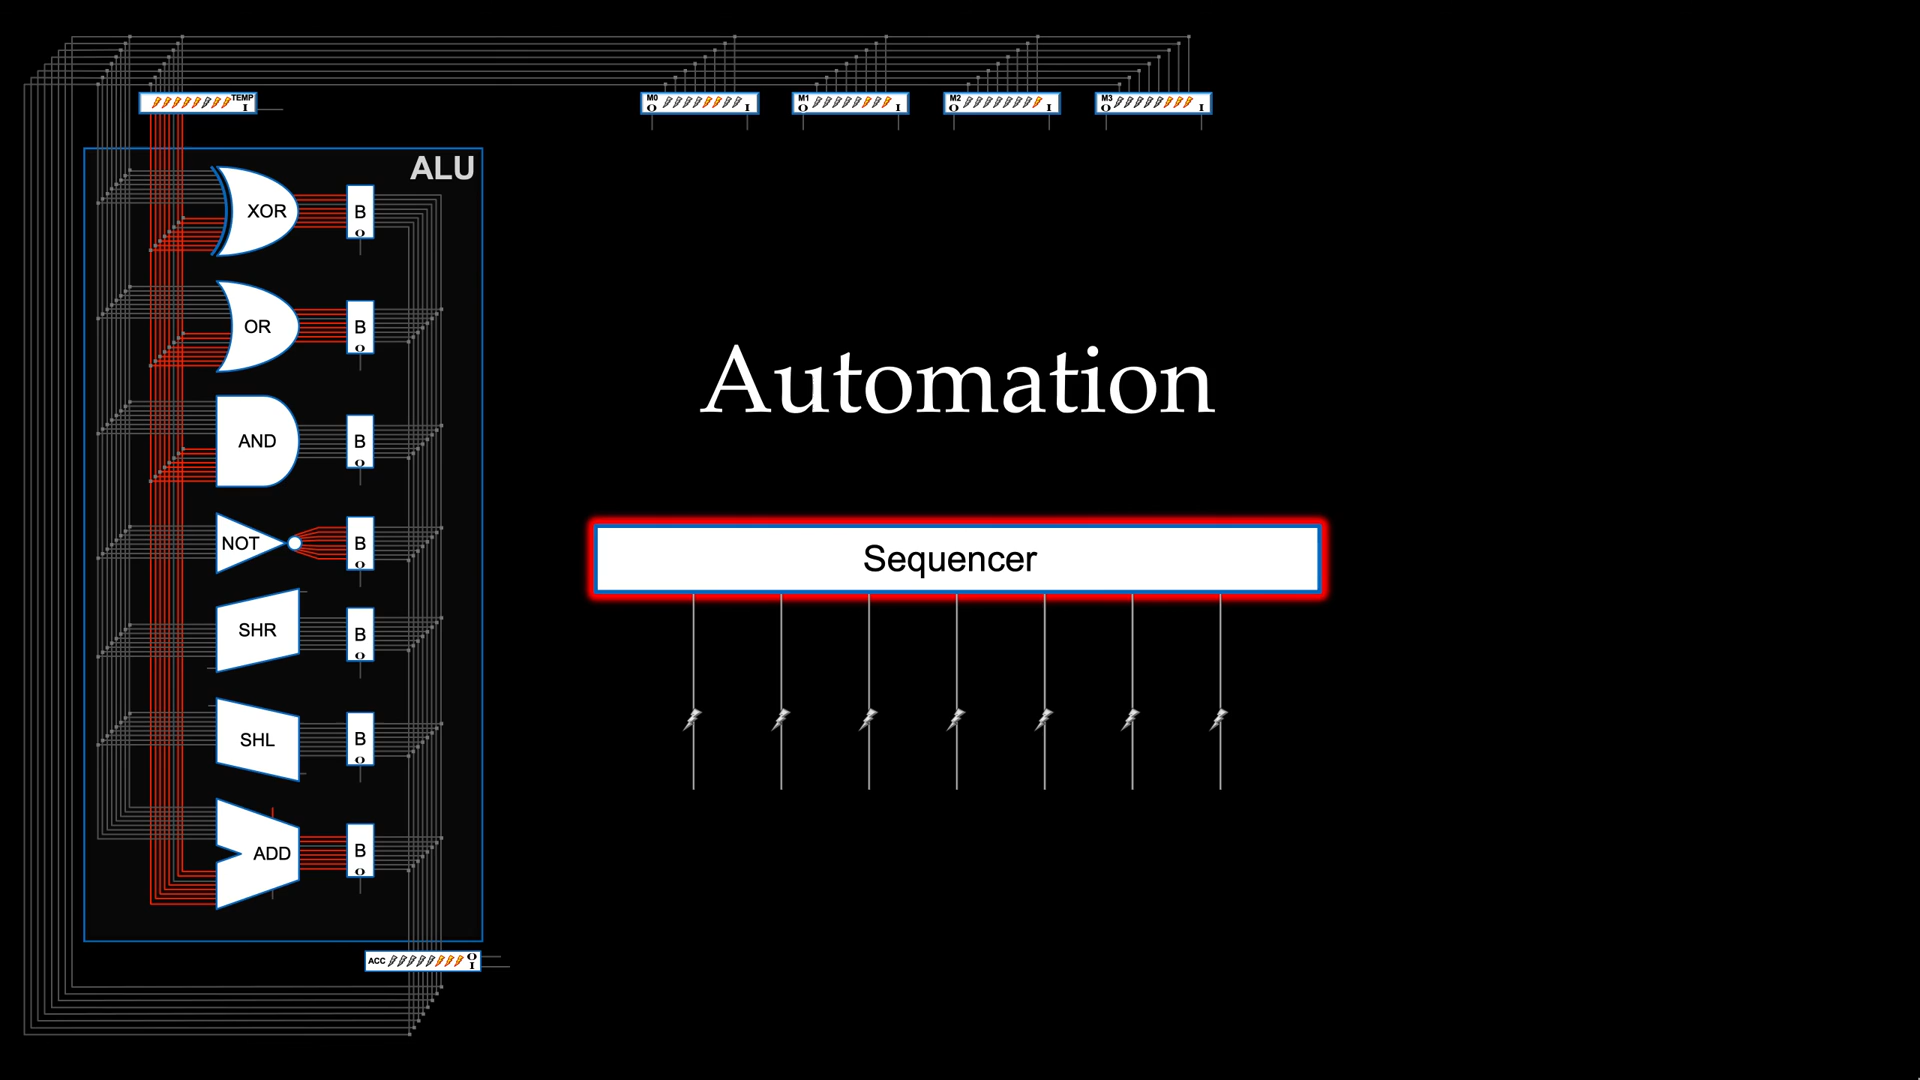 TEMP
I
M0
O I
M1
O I
M2
O I
M3
O I
ALU
XOR
B
O
OR
B
O
AND
B
O
NOT
B
O
SHR
B
O
SHL
B
O
ADD
B
O
ACC
O
I
Automation
Sequencer